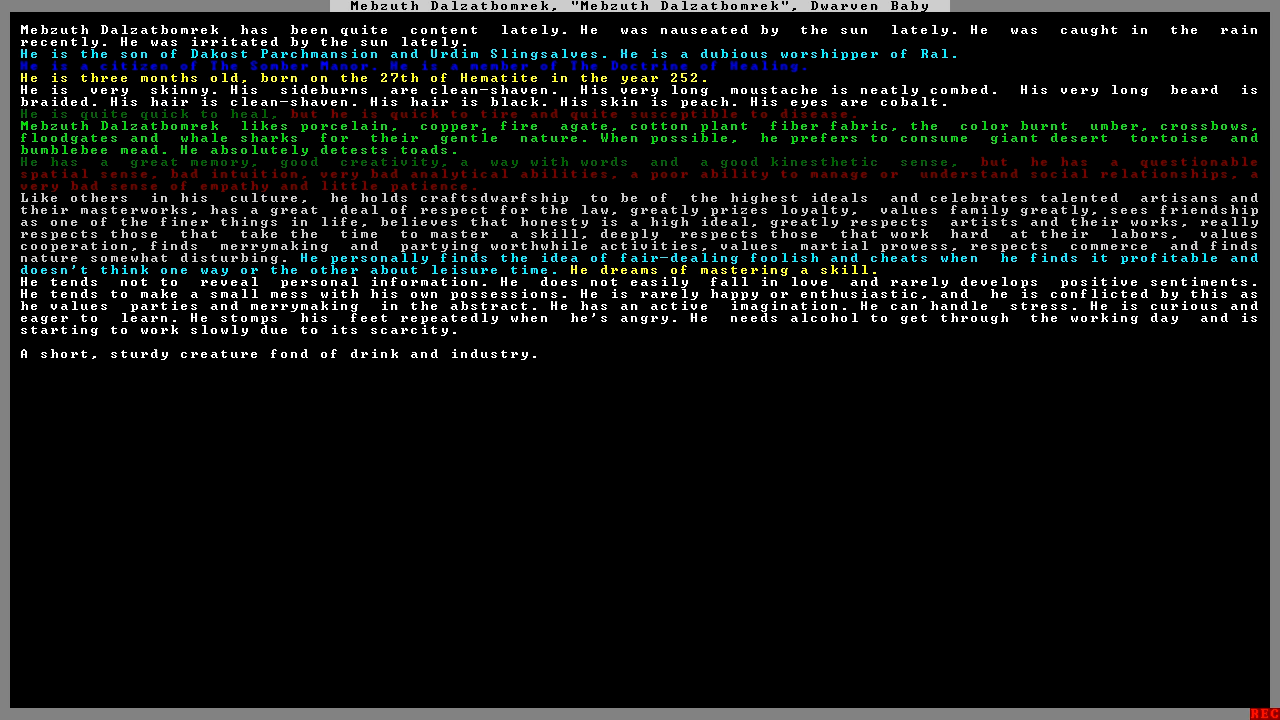 Mebzuth Dalzatbomrek, "Mebzuth Dalzatbomrek", Dwarven Baby
Mebzuth Dalzatbomrek has been quite content lately. He was nauseated by the sun lately. He was caught in the rain
recently. He was irritated by the sun lately.
He is the son of Dakost Parchmansion and Urdim Slingsalves. He is a dubious worshipper of Ral.
He is a citizen of The Somber Manor. He is a member of The Doctrine of Healing.
He is three months old, born on the 27th of Hematite in the year 252.
He is very skinny. His sideburns are clean-shaven. His very long moustache is neatly combed. His very long beard is
braided. His hair is clean-shaven. His hair is black. His skin is peach. His eyes are cobalt.
He is quite quick to heal, but he is quick to tire and quite susceptible to disease.
Mebzuth Dalzatbomrek likes porcelain, copper, fire agate, cotton plant fiber fabric, the color burnt umber, crossbows,
floodgates and whale sharks for their gentle nature. When possible, he prefers to consume giant desert tortoise and
bumblebee mead. He absolutely detests toads.
He has a great memory, good creativity, a way with words and a good kinesthetic sense, but he has a questionable
spatial sense, bad intuition, very bad analytical abilities, a poor ability to manage or understand social relationships, a
very bad sense of empathy and little patience.
Like others in his culture, he holds craftsdwarfship to be of the highest ideals and celebrates talented artisans and
their masterworks, has a great deal of respect for the law, greatly prizes loyalty, values family greatly, sees friendship
as one of the finer things in life, believes that honesty is a high ideal, greatly respects artists and their works, really
respects those that take the time to master a skill, deeply respects those that work hard at their labors, values
cooperation, finds merrymaking and partying worthwhile activities, values martial prowess, respects commerce and finds
nature somewhat disturbing. He personally finds the idea of fair-dealing foolish and cheats when he finds it profitable and
doesn't think one way or the other about leisure time. He dreams of mastering a skill.
He tends not to reveal personal information. He does not easily fall in love and rarely develops positive sentiments.
He tends to make a small mess with his own possessions. He is rarely happy or enthusiastic, and he is conflicted by this as
he values parties and merrymaking in the abstract. He has an active imagination. He can handle stress. He is curious and
eager to learn. He stomps his feet repeatedly when he's angry. He needs alcohol to get through the working day and is
starting to work slowly due to its scarcity.
A short, sturdy creature fond of drink and industry.
REC